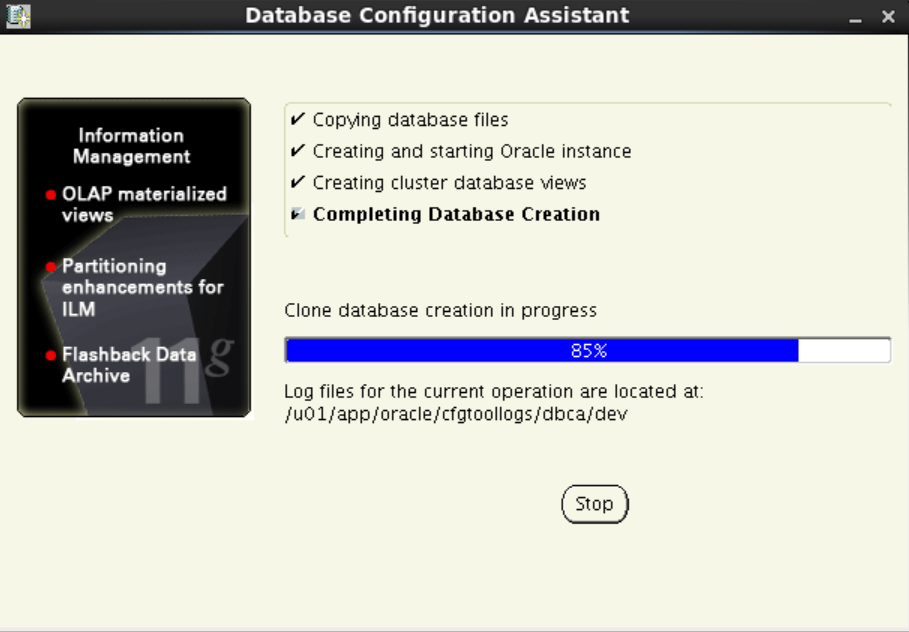 Database Configuration Assistant
Information
Management
OLAP materialized
views
Partitioning
enhancements for
ILM
Flashback Data
Archive
11g
Copying database files
Creating and starting Oracle instance
Creating cluster database views
Completing Database Creation
Clone database creation in progress
85%
Log files for the current operation are located at:
/u01/app/oracle/cfgtoollogs/dbca/dev
Stop